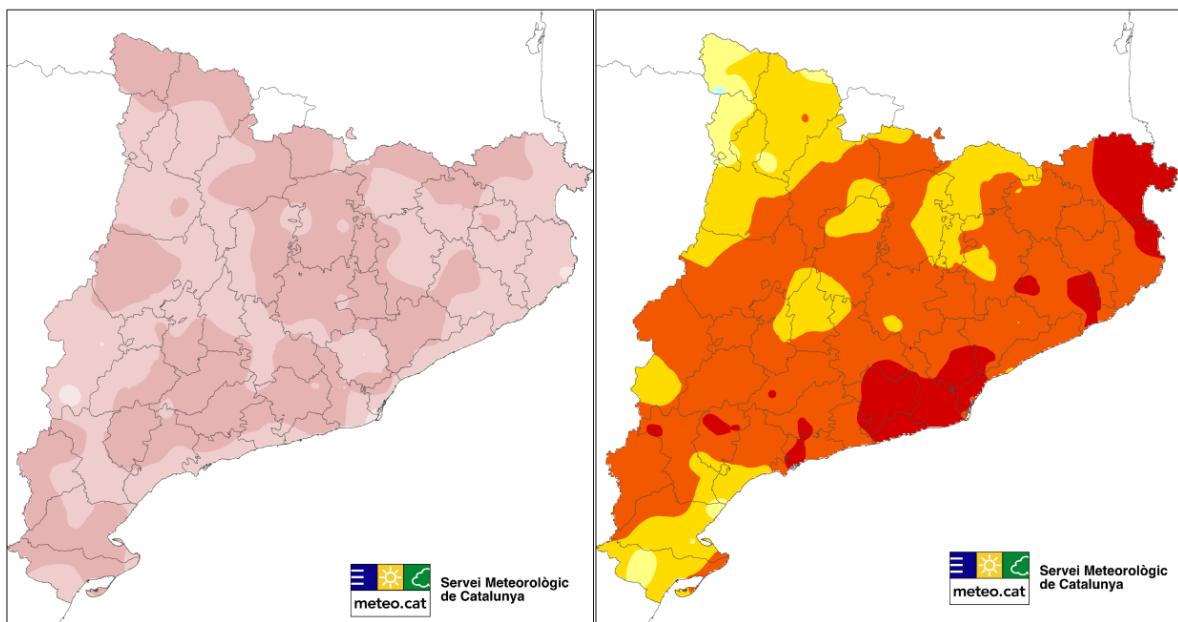 meteo.cat
Servei Meteorològic
de Catalunya
meteo.cat
Servei Meteorològic
de Catalunya